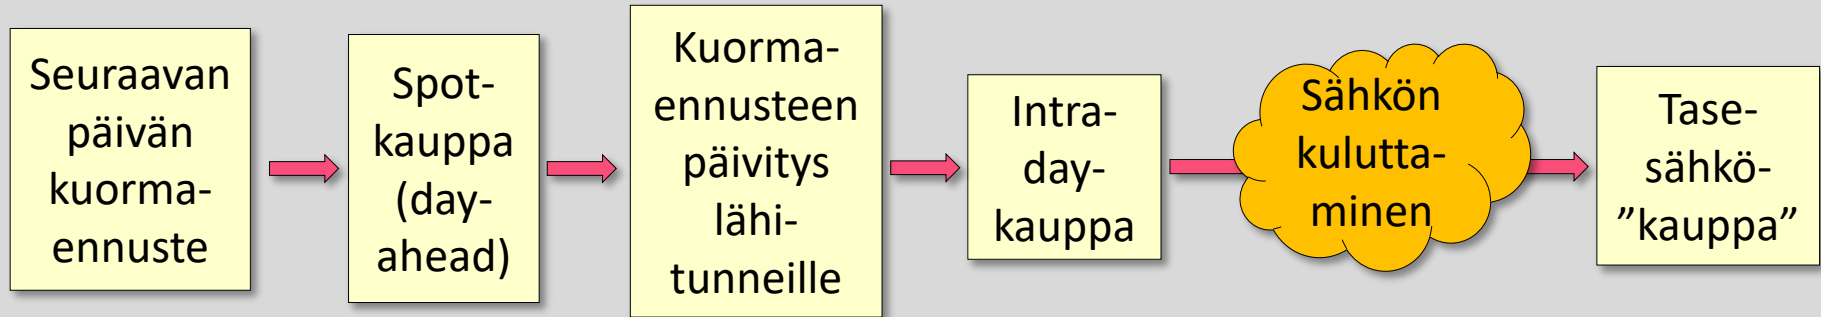 Seuraavan
päivän
kuorma-
ennuste
Spot-
kauppa
(day-
ahead)
Kuorma-
ennusteen
päivitys
lähi-
tunneille
Intra-
day-
kauppa
Sähkön
kulutta-
minen
Tase-
sähkö-
”kauppa”